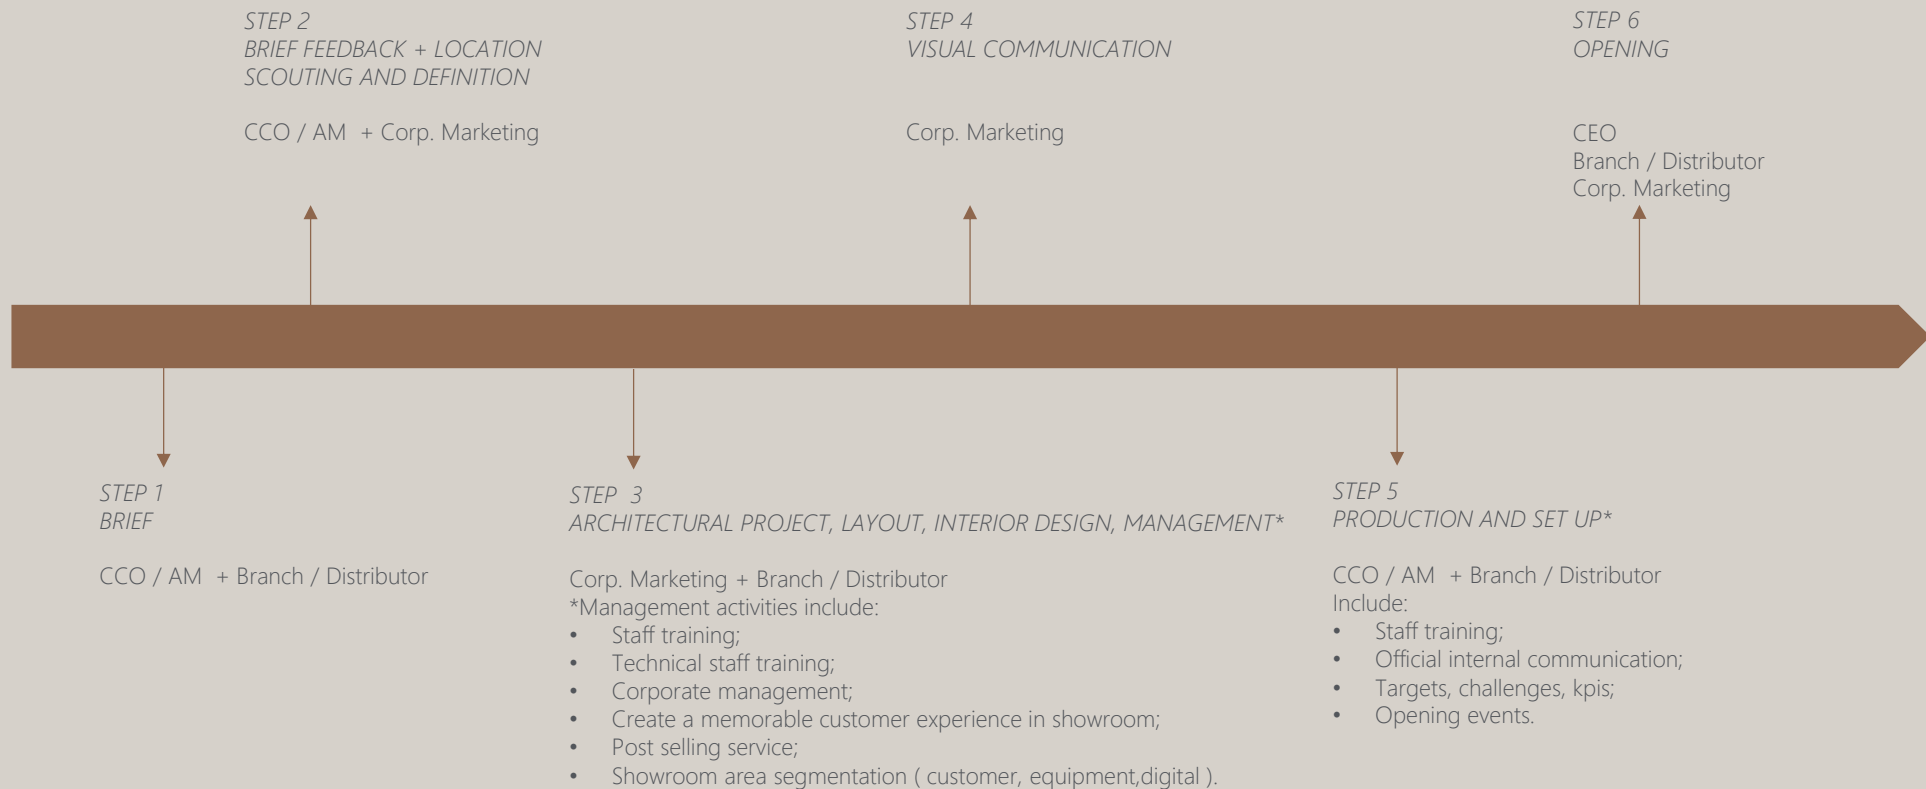 STEP 2
BRIEF FEEDBACK + LOCATION
SCOUTING AND DEFINITION
CCO / AM  + Corp. Marketing
STEP 4
VISUAL COMMUNICATION
Corp. Marketing
STEP 6
OPENING
CEO
Branch / Distributor
Corp. Marketing
STEP 1
BRIEF
CCO / AM  + Branch / Distributor
STEP  3
ARCHITECTURAL PROJECT, LAYOUT, INTERIOR DESIGN, MANAGEMENT*
Corp. Marketing + Branch / Distributor
*Management activities include:
• Staff training;
• Technical staff training;
• Corporate management;
• Create a memorable customer experience in showroom;
• Post selling service;
• Showroom area segmentation ( customer, equipment,digital ).
STEP 5
PRODUCTION AND SET UP*
CCO / AM  + Branch / Distributor
Include:
• Staff training;
• Official internal communication;
• Targets, challenges, kpis;
• Opening events.